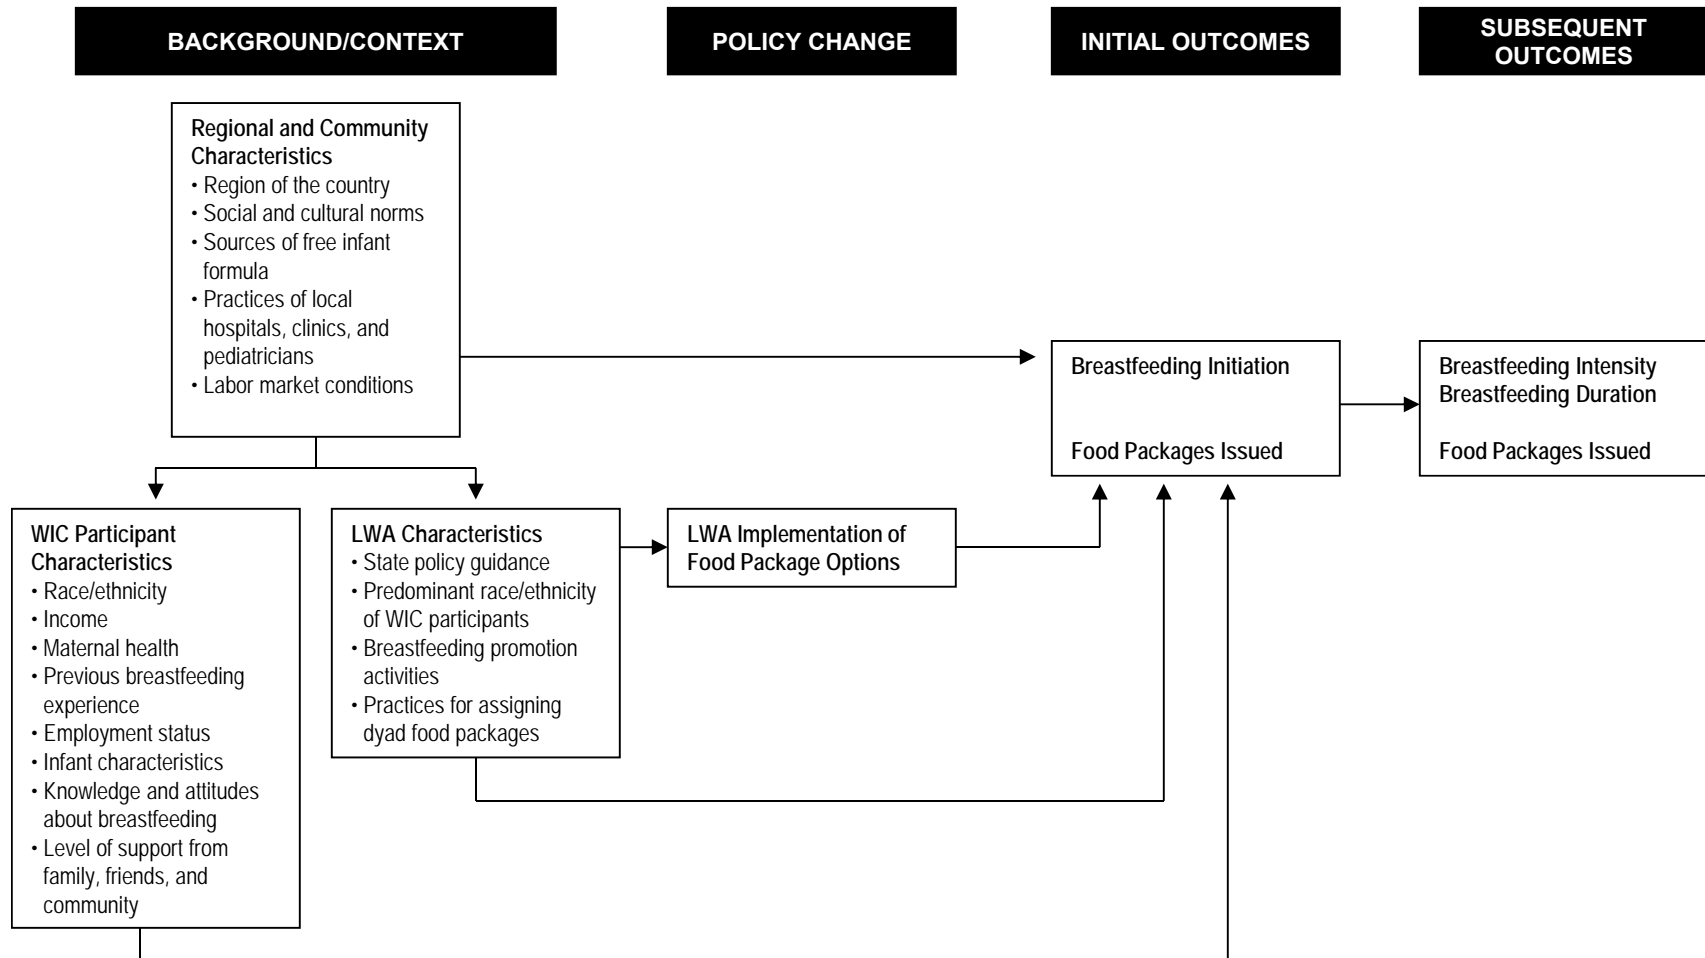 BACKGROUND/CONTEXT
POLICY CHANGE
INITIAL OUTCOMES
SUBSEQUENT
OUTCOMES
Regional and Community
Characteristics
• Region of the country
• Social and cultural norms
• Sources of free infant
formula
• Practices of local
hospitals, clinics, and
pediatricians
• Labor market conditions
Breastfeeding Initiation
Food Packages Issued
Breastfeeding Intensity
Breastfeeding Duration
Food Packages Issued
WIC Participant
Characteristics
• Race/ethnicity
• Income
• Maternal health
• Previous breastfeeding
experience
• Employment status
• Infant characteristics
• Knowledge and attitudes
about breastfeeding
• Level of support from
family, friends, and
community
LWA Characteristics
• State policy guidance
• Predominant race/ethnicity
of WIC participants
• Breastfeeding promotion
activities
• Practices for assigning
dyad food packages
LWA Implementation of
Food Package Options